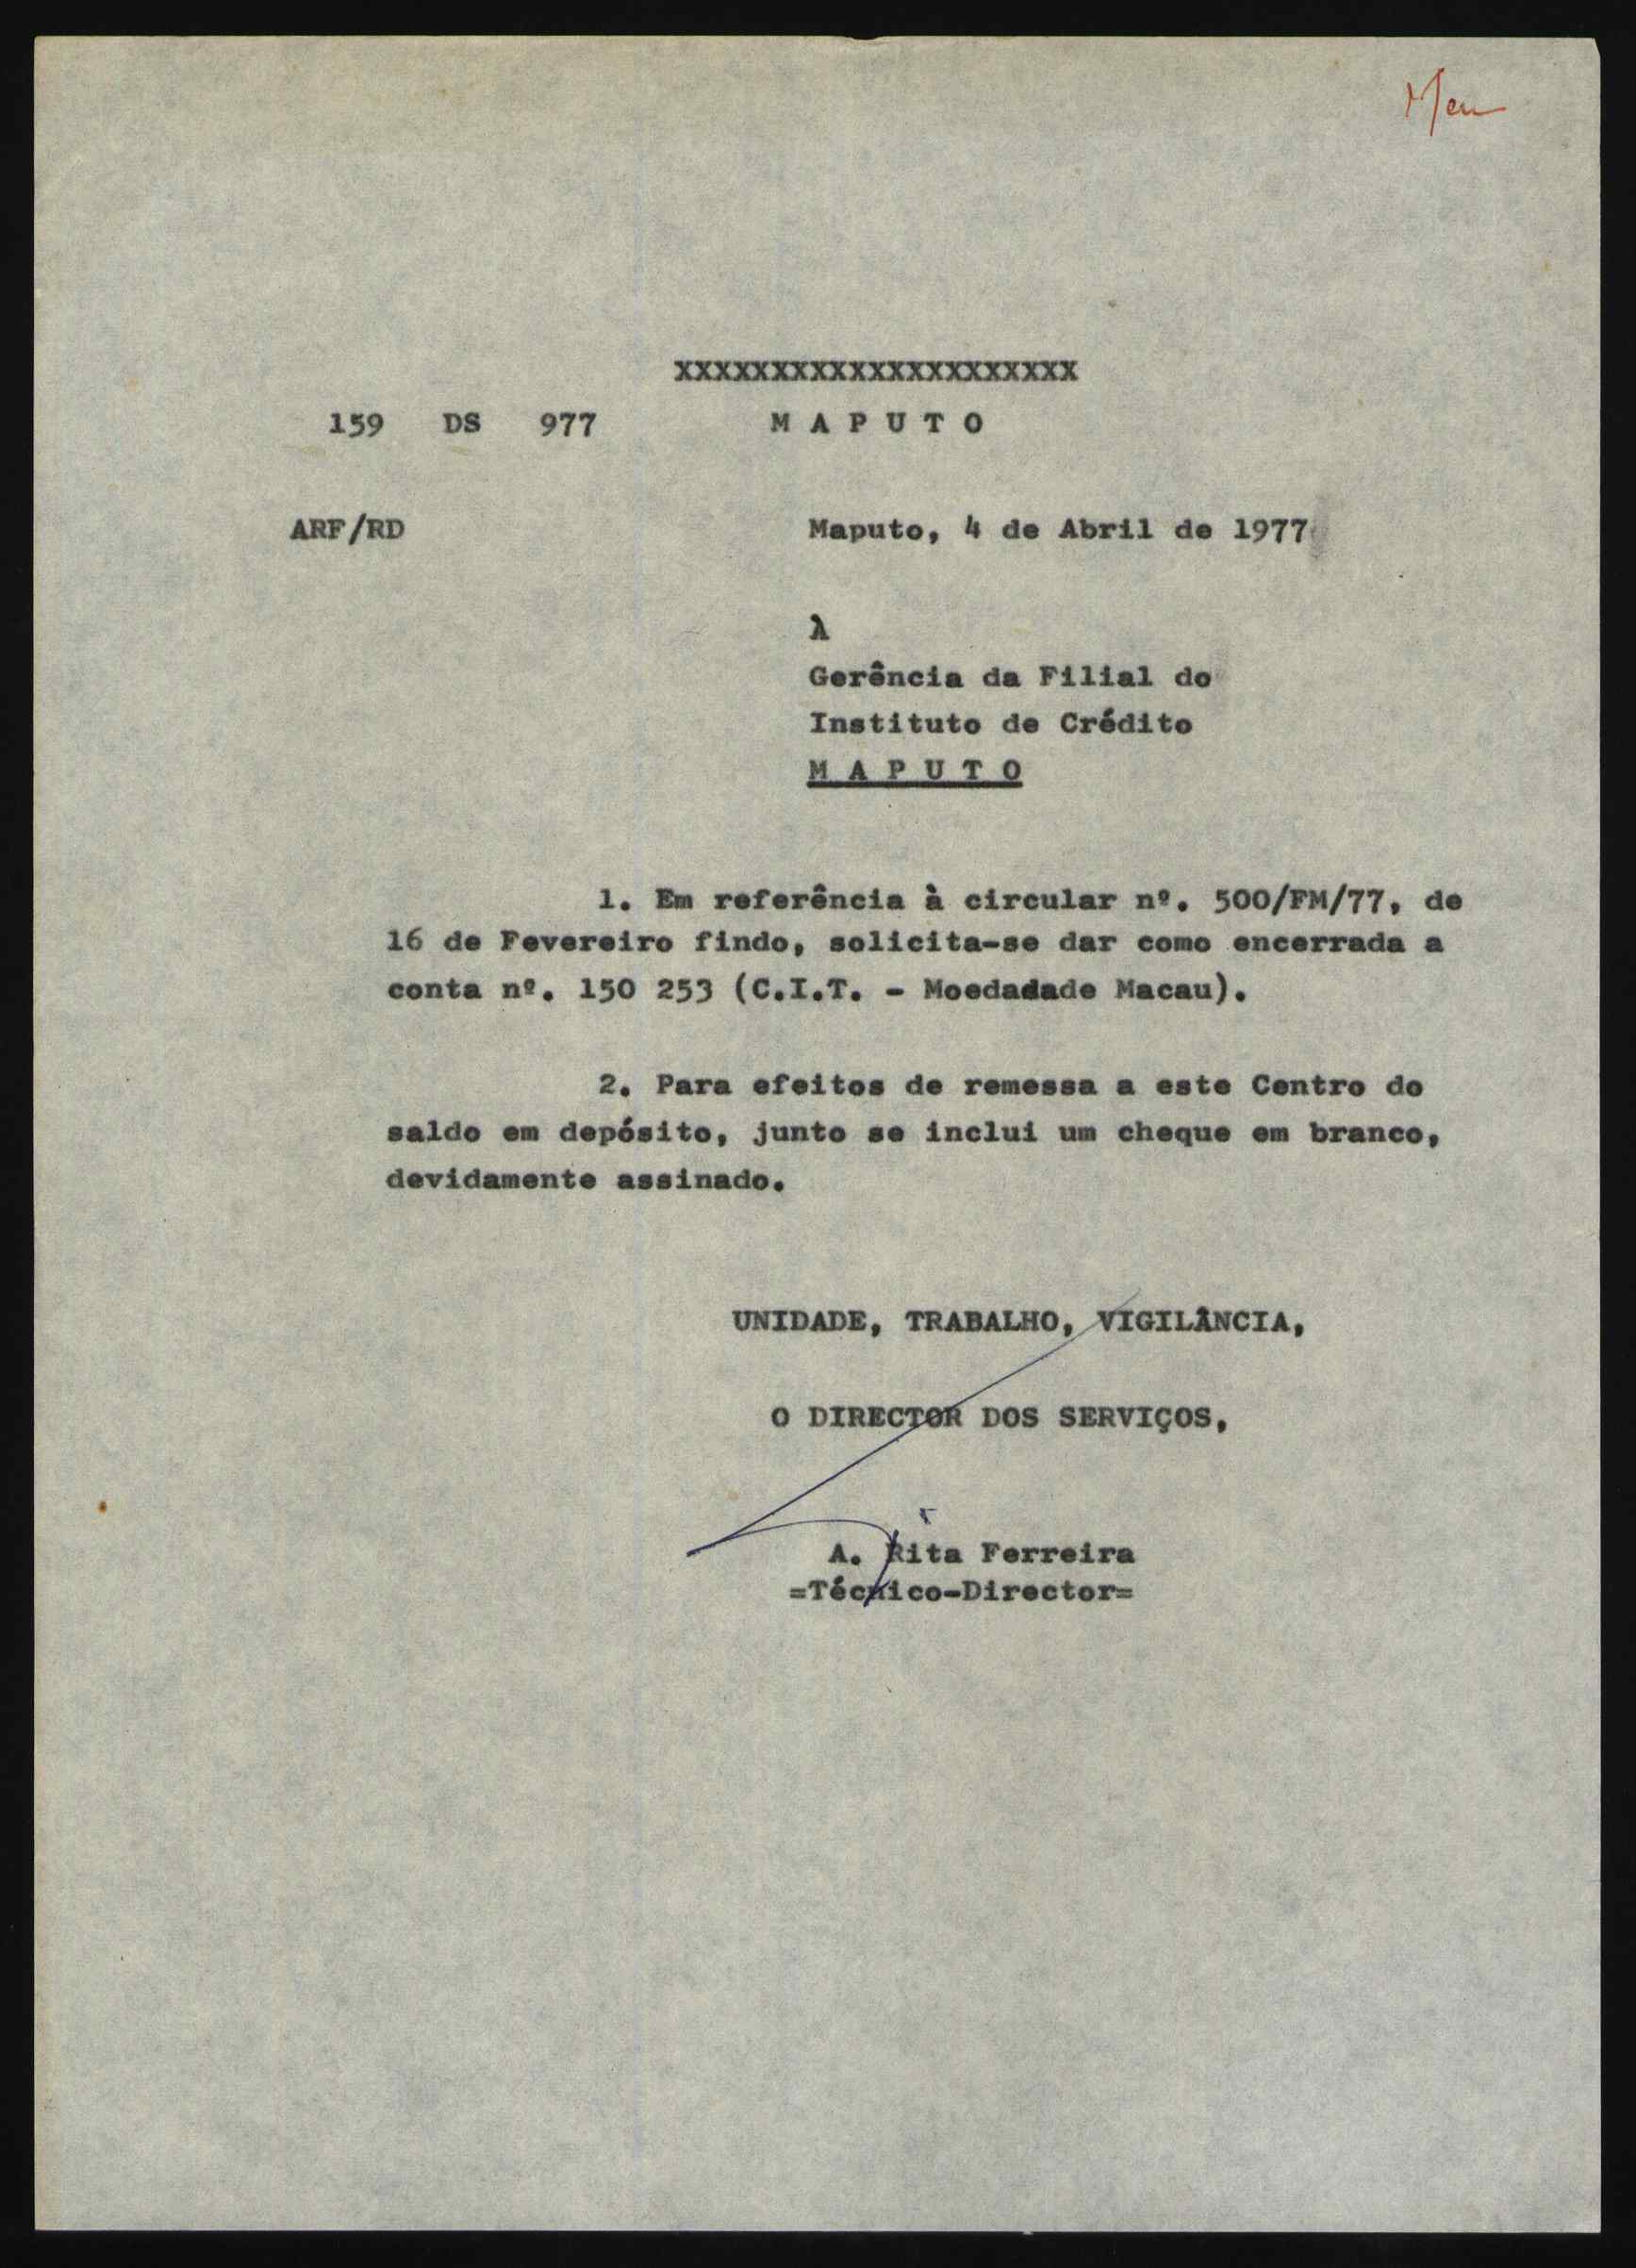 XXXXXXXXXXXXXXXXXXXXX
159 DS 977 M A P U T O
ARF/RD Maputo, 4 de Abril de 1977
À
Gerência da Filial do
Instituto de Crédito
M A P U T O
1. Em referência à circular nº. 500/FM/77, de
16 de Fevereiro findo, solicita-se dar como encerrada a
conta nº. 150 253 (C.I.T. - Moedadade Macau).
2. Para efeitos de remessa a este Centro do
saldo em depósito, junto se inclui um cheque em branco,
devidamente assinado.
UNIDADE, TRABALHO, VIGILÂNCIA,
O DIRECTOR DOS SERVIÇOS,
A. Rita Ferreira
=Técnico-Director=